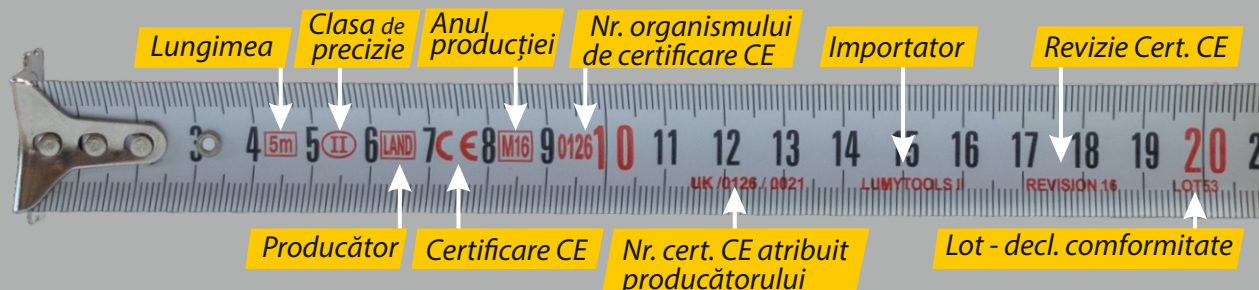 Lungimea
Clasa de
precizie
Anul
producției
Nr. organismului
de certificare CE
Importator
Revizie Cert. CE
3 4 5m 5 II 6 LAND 7 CE 8 M16 9 0126 10 11 12 13 14 15 16 17 18 19 20 2
UK /0126 / 0021 LUMYTOOLS REVISION 16 LOT53
Producător
Certificare CE
Nr. cert. CE atribuit
producătorului
Lot - decl. comformitate